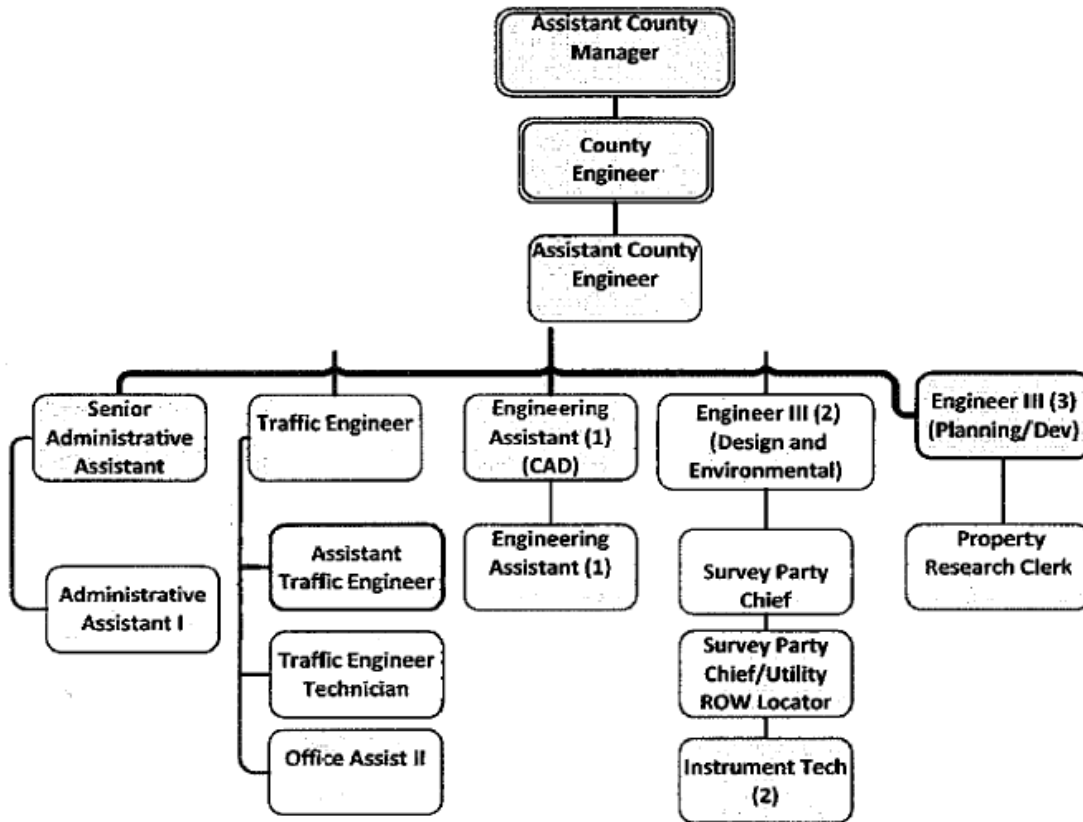 Assistant County
Manager
County
Engineer
Assistant County
Engineer
Senior
Administrative
Assistant
Administrative
Assistant I
Traffic Engineer
Assistant
Traffic Engineer
Traffic Engineer
Technician
Office Assist II
Engineering
Assistant (1)
(CAD)
Engineering
Assistant (1)
Engineer III (2)
(Design and
Environmental)
Survey Party
Chief
Survey Party
Chief/Utility
ROW Locator
Instrument Tech
(2)
Engineer III (3)
(Planning/Dev)
Property
Research Clerk